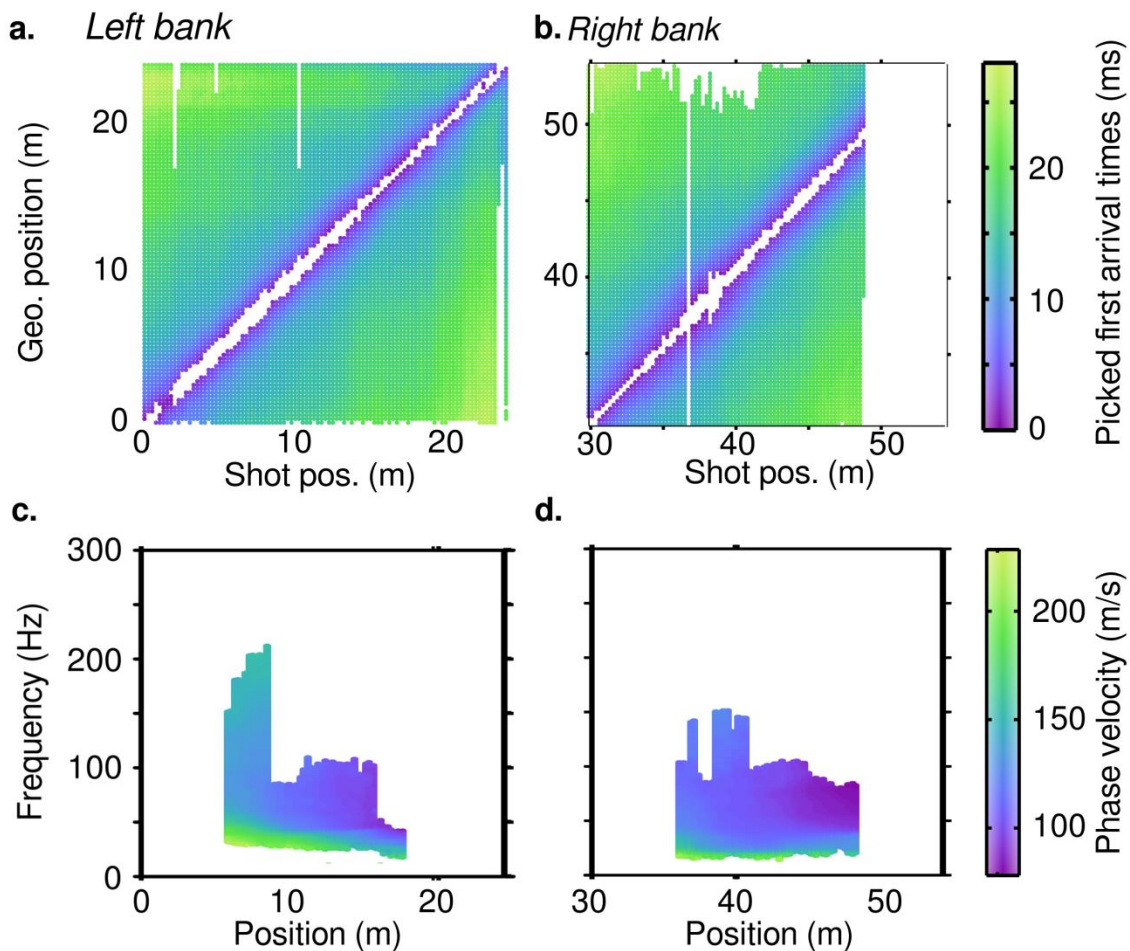 a. Left bank
b. Right bank
Geo. position (m)
20
10
0
0 10 20
Shot pos. (m)
50
40
30 40 50
Shot pos. (m)
20
10
0
Picked first arrival times (ms)
c.
d.
Frequency (Hz)
300
200
100
0
0 10 20
Position (m)
30 40 50
Position (m)
200
150
100
Phase velocity (m/s)